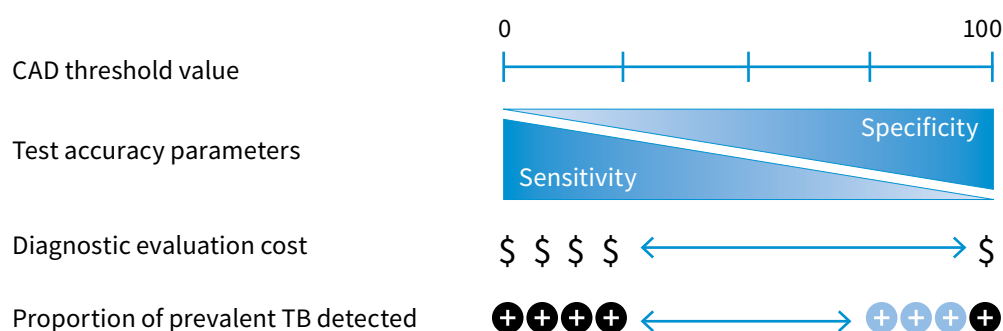 0 100
CAD threshold value
Specificity
Test accuracy parameters
Sensitivity
Diagnostic evaluation cost $ $ $ $ $
Proportion of prevalent TB detected + + + + + + + +